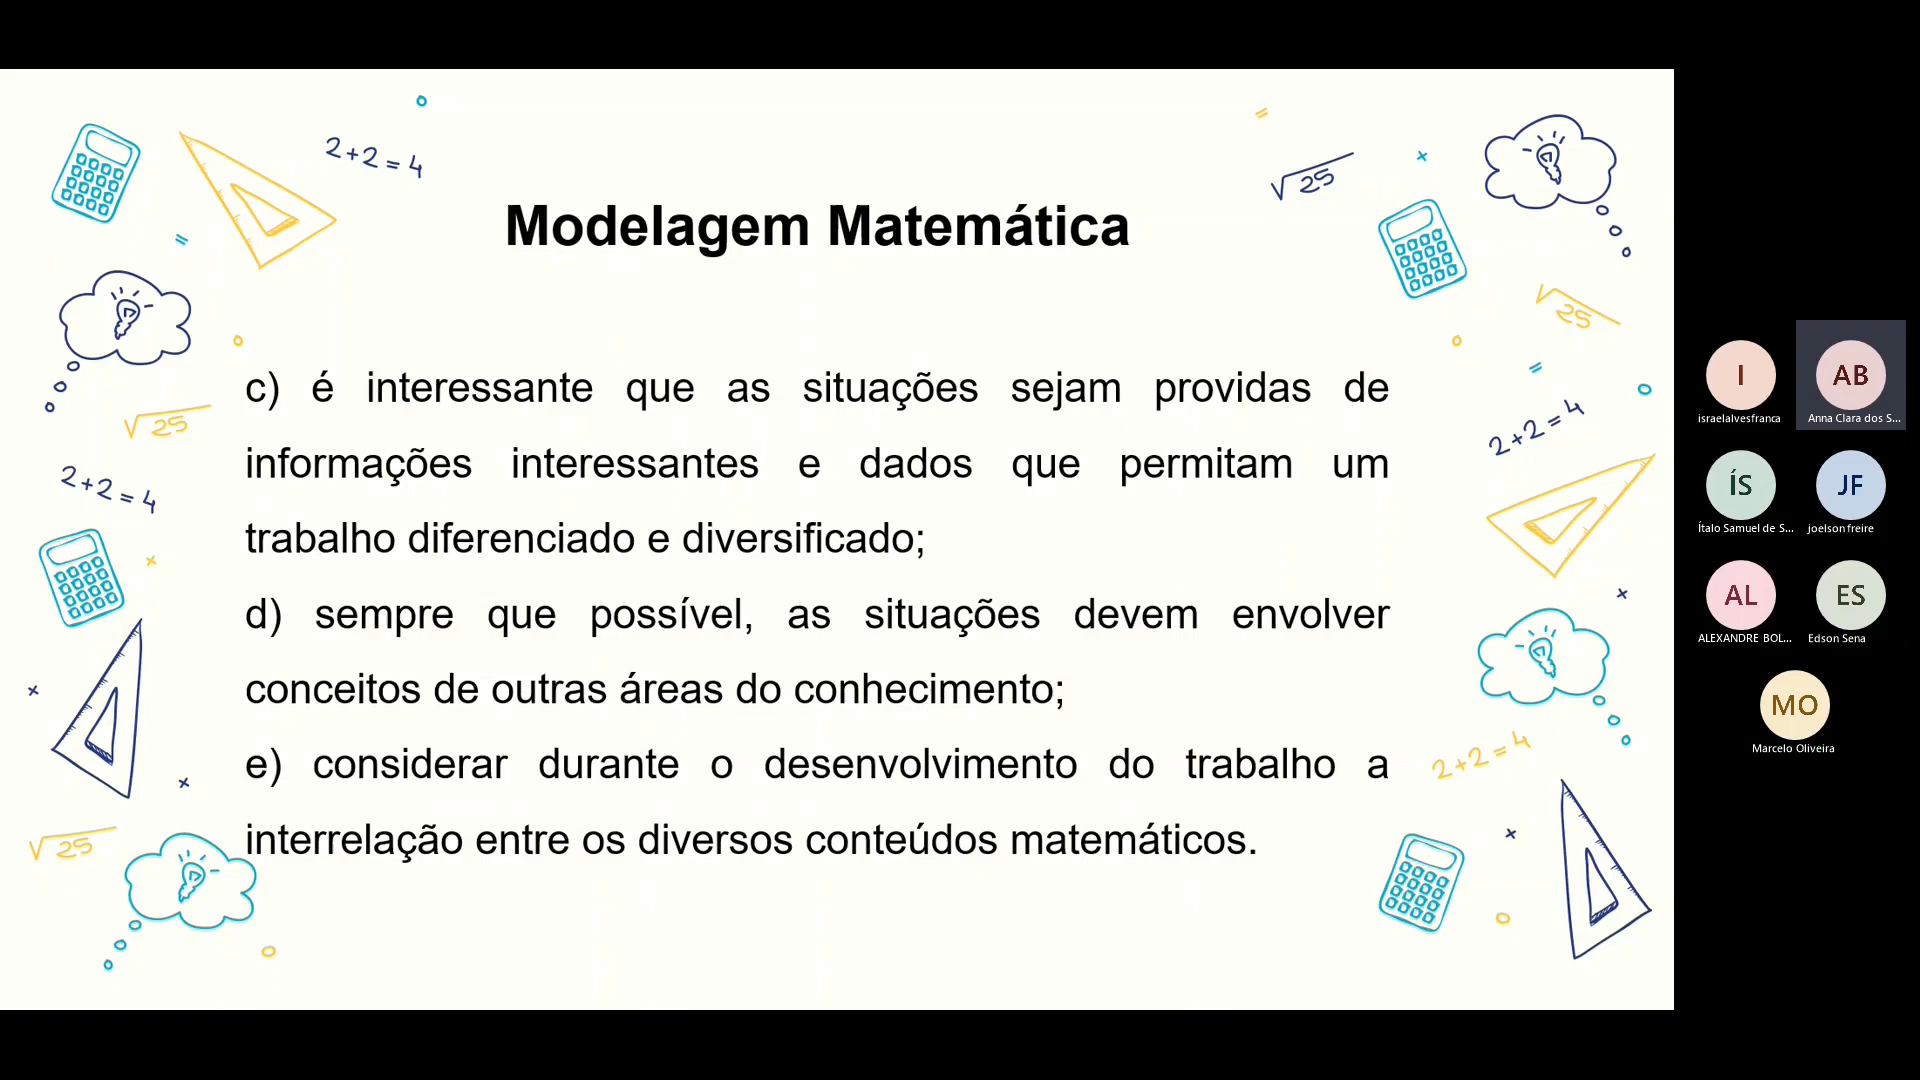 2+2=4
√25
Modelagem Matemática
√25
c) é interessante que as situações sejam providas de
√25
2+2=4
informações interessantes e dados que permitam um
2+2=4
trabalho diferenciado e diversificado;
d) sempre que possível, as situações devem envolver
conceitos de outras áreas do conhecimento;
e) considerar durante o desenvolvimento do trabalho a
2+2=4
interrelação entre os diversos conteúdos matemáticos.
√25
I
israelalvesfranca
AB
Anna Clara dos S...
ÍS
Ítalo Samuel de S...
JF
joelson freire
AL
ALEXANDRE BOL...
ES
Edson Sena
MO
Marcelo Oliveira